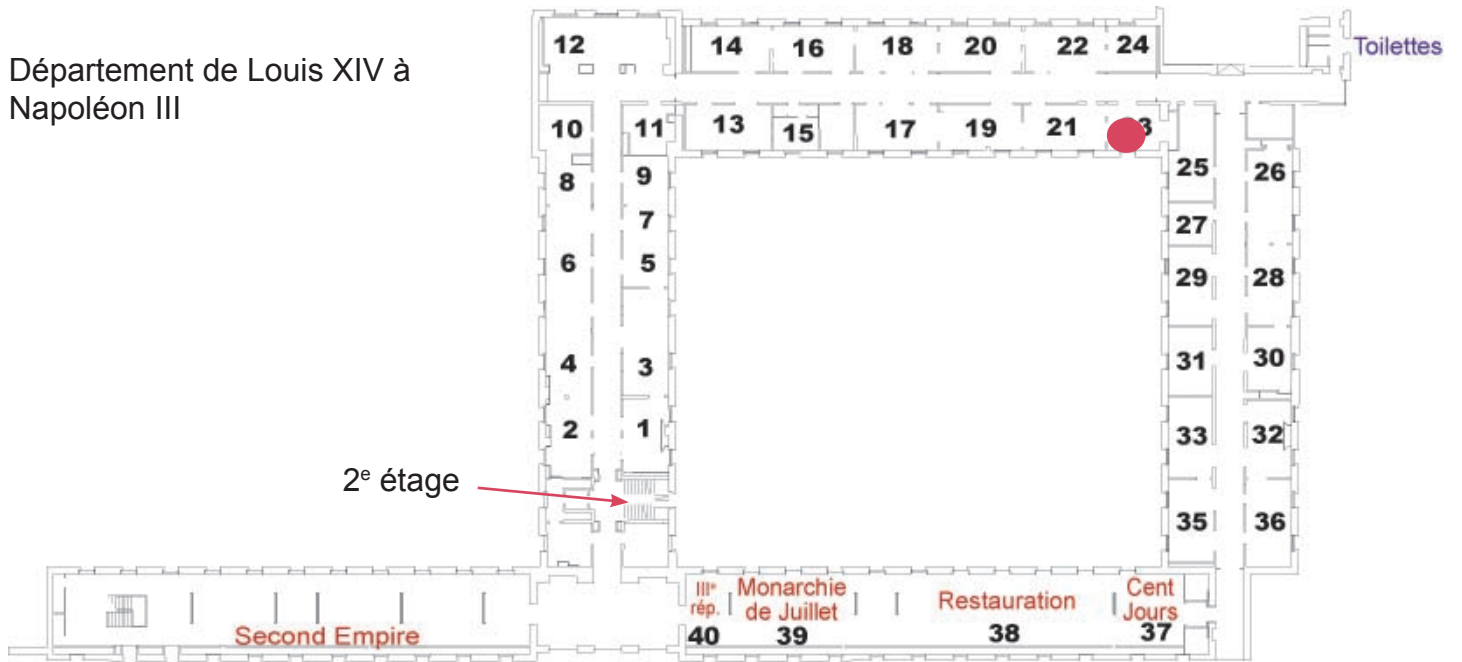 Département de Louis XIV à
Napoléon III
12
14 16 18 20 22 24
Toilettes
10 11 13 15 17 19 21 3
8 9 25 26
7 27
6 5 29 28
4 3 31 30
2 1 33 32
2e étage
35 36
IIIe
rép.
40
Monarchie
de Juillet
39
Restauration
38
Cent
Jours
37
Second Empire